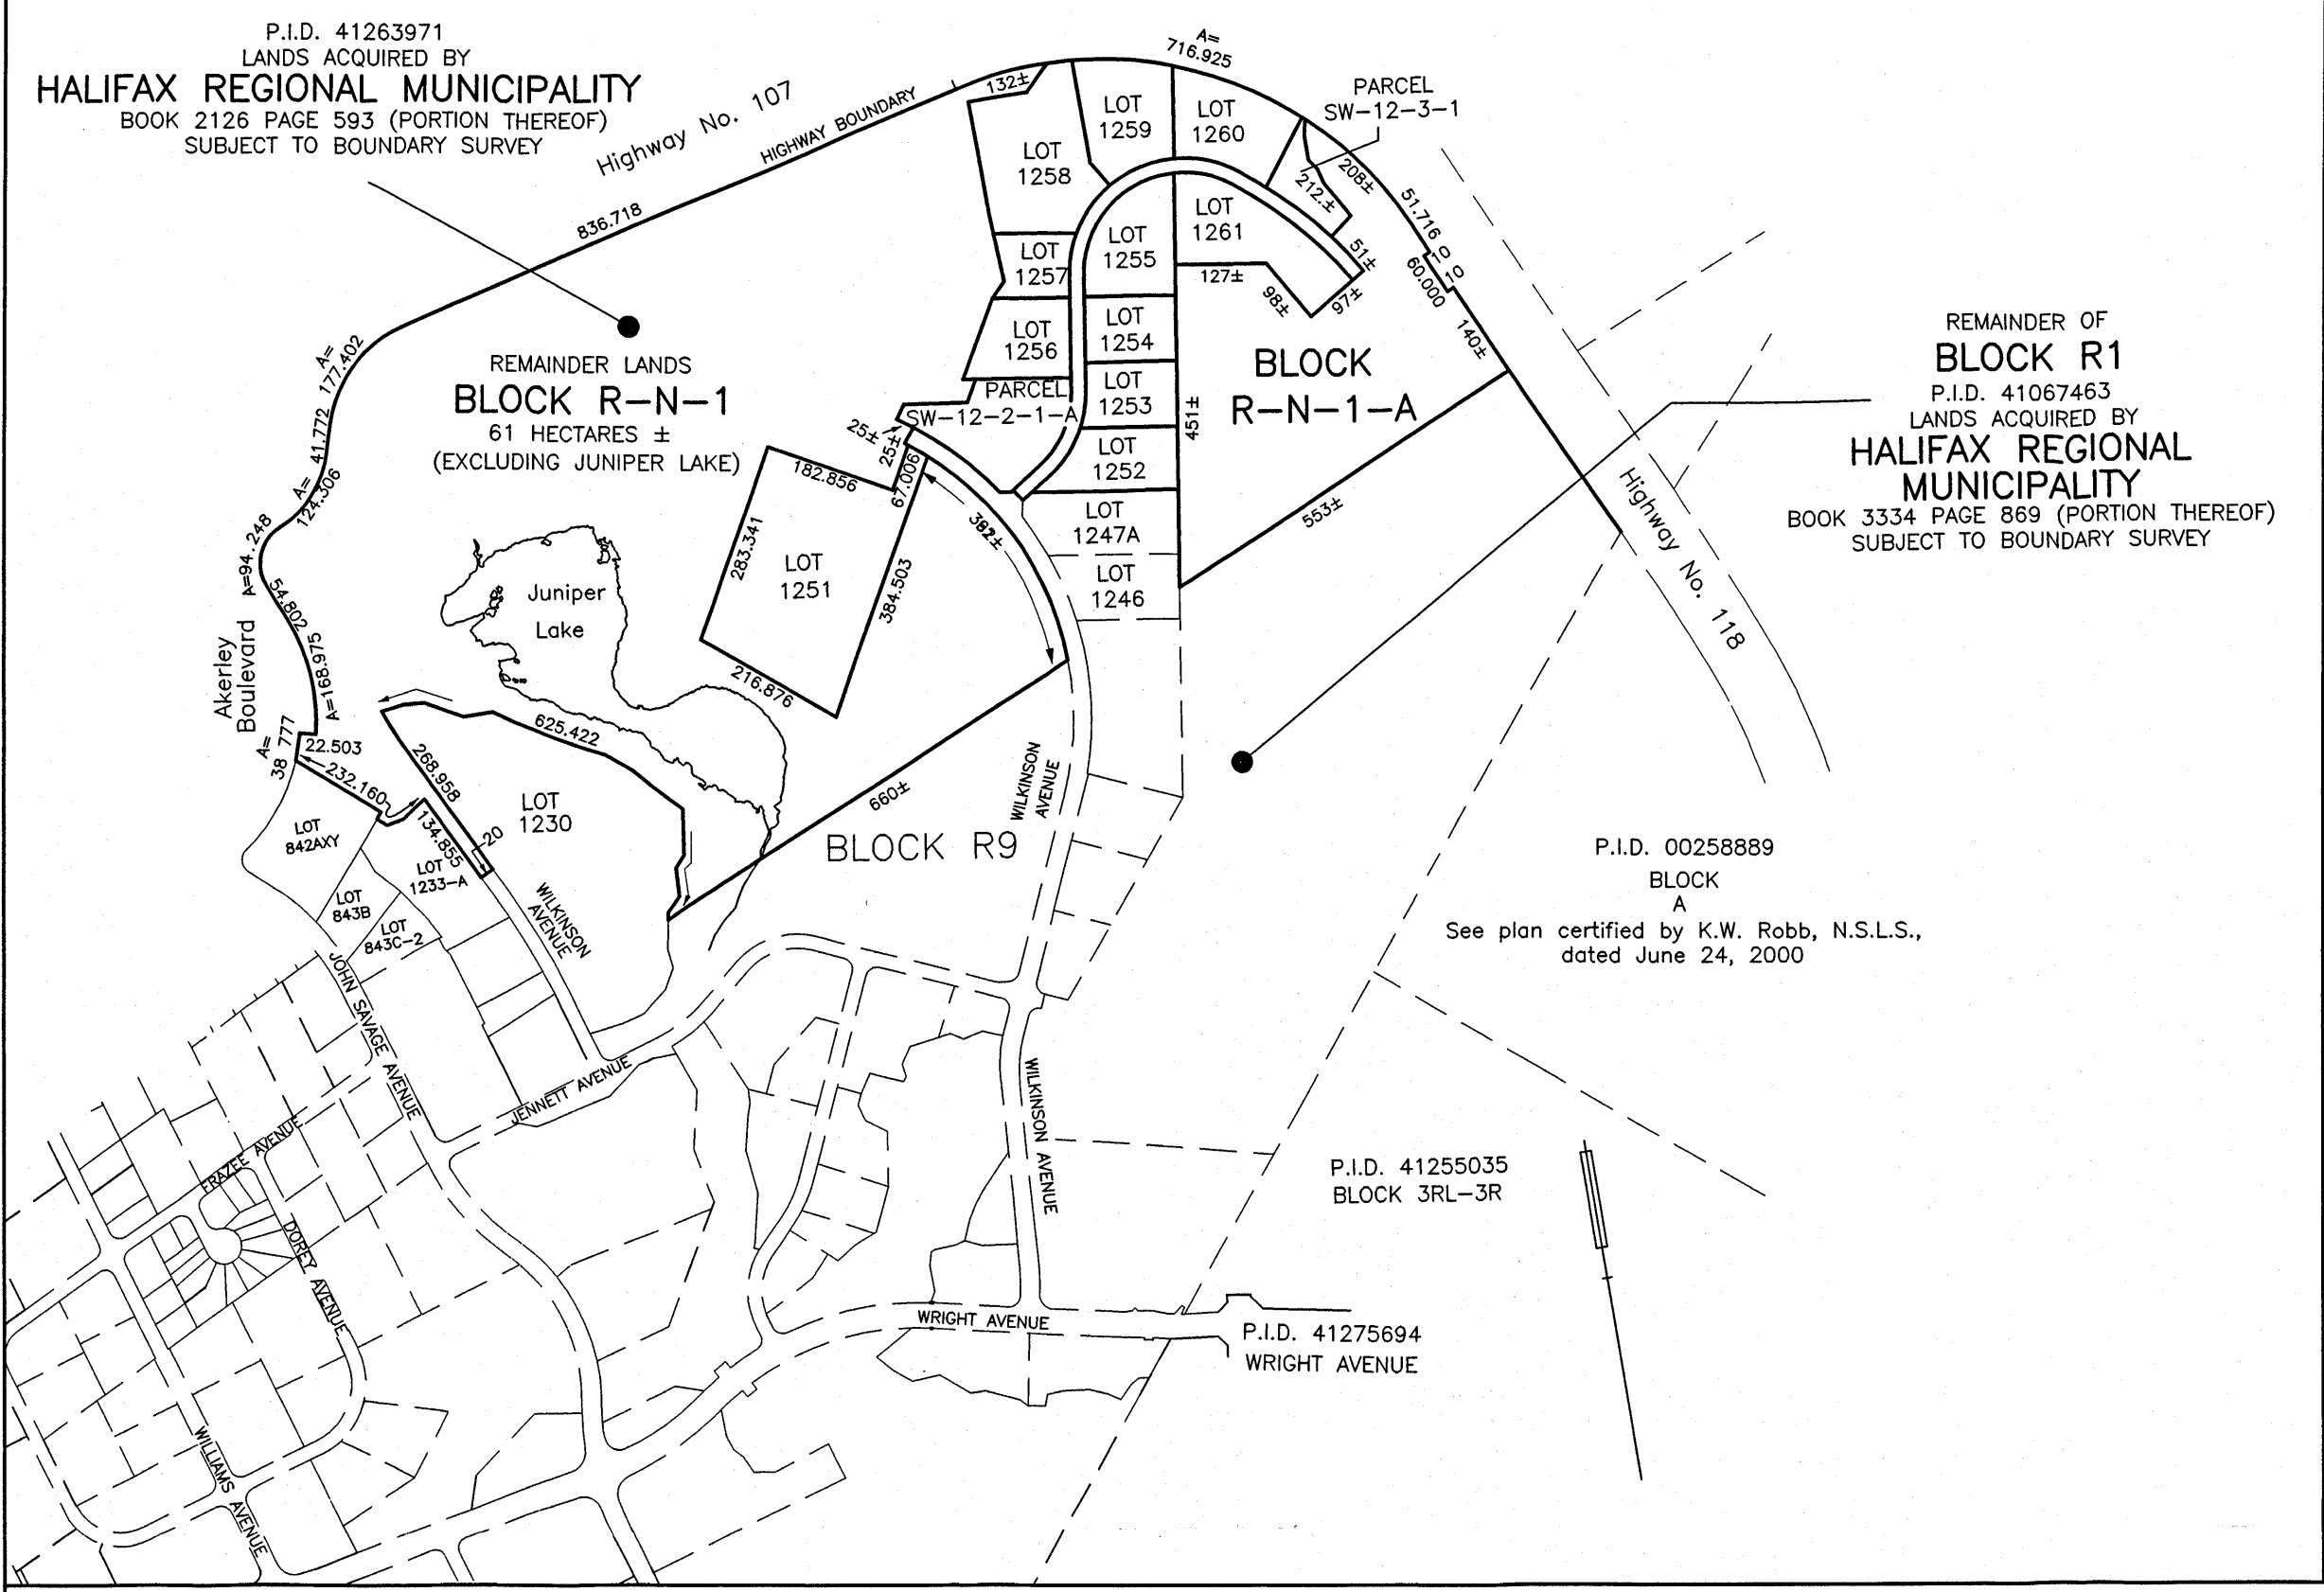 P.I.D. 41263971
LANDS ACQUIRED BY
HALIFAX REGIONAL MUNICIPALITY
BOOK 2126 PAGE 593 (PORTION THEREOF)
SUBJECT TO BOUNDARY SURVEY
Highway No. 107
HIGHWAY BOUNDARY
836.718
132±
A=
716.925
PARCEL
SW-12-3-1
LOT
1258
LOT
1259
LOT
1260
212.±
208±
51.716
10
10
60.000
140±
LOT
1257
LOT
1255
LOT
1261
51±
127±
98±
97±
LOT
1256
LOT
1254
PARCEL
SW-12-2-1-A
LOT
1253
LOT
1252
451±
BLOCK
R-N-1-A
553±
REMAINDER OF
BLOCK R1
P.I.D. 41067463
LANDS ACQUIRED BY
HALIFAX REGIONAL
MUNICIPALITY
BOOK 3334 PAGE 869 (PORTION THEREOF)
SUBJECT TO BOUNDARY SURVEY
Highway No. 118
REMAINDER LANDS
BLOCK R-N-1
61 HECTARES ±
(EXCLUDING JUNIPER LAKE)
A=
177.402
41.772
A=
124.306
A=94.248
54.802
A=168.975
Akerley
Boulevard
A=
38 777
22.503
232.160
25±
25±
67.006
182.856
283.341
LOT
1251
384.503
216.876
LOT
1247A
LOT
1246
Juniper
Lake
625.422
268.958
LOT
1230
134.855
20
660±
BLOCK R9
WILKINSON
AVENUE
LOT
842AXY
LOT
1233-A
LOT
843B
LOT
843C-2
WILKINSON
AVENUE
P.I.D. 00258889
BLOCK
A
See plan certified by K.W. Robb, N.S.L.S.,
dated June 24, 2000
JOHN SAVAGE AVENUE
JENNETT AVENUE
WILKINSON AVENUE
FRAZEE AVENUE
DOREY AVENUE
P.I.D. 41255035
BLOCK 3RL-3R
WRIGHT AVENUE
P.I.D. 41275694
WRIGHT AVENUE
WILLIAMS AVENUE